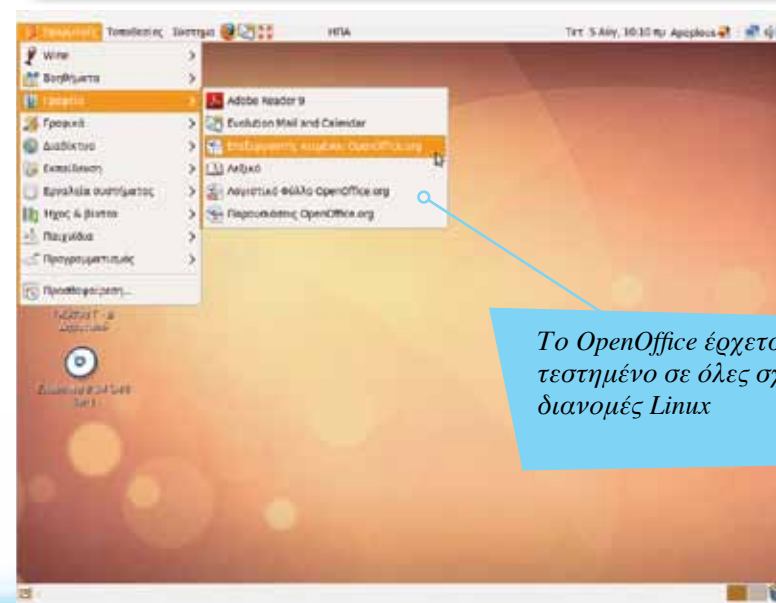 Εφαρμογές Τοποθεσίες Σύστημα ΗΠΑ Τετ 5 Αύγ, 10:10 πμ
Wine
Βοηθήματα
Γραφείο
Γραφικά
Διαδίκτυο
Εκπαίδευση
Εργαλεία συστήματος
Ήχος & βίντεο
Παιχνίδια
Προγραμματισμός
Προσθαφαίρεση...
Adobe Reader 9
Evolution Mail and Calendar
Επεξεργαστής κειμένου OpenOffice.org
Λεξικό
Λογιστικό Φύλλο OpenOffice.org
Παρουσιάσεις OpenOffice.org
Το OpenOffice έρχετα
τεστημένο σε όλες σχ
διανομές Linux